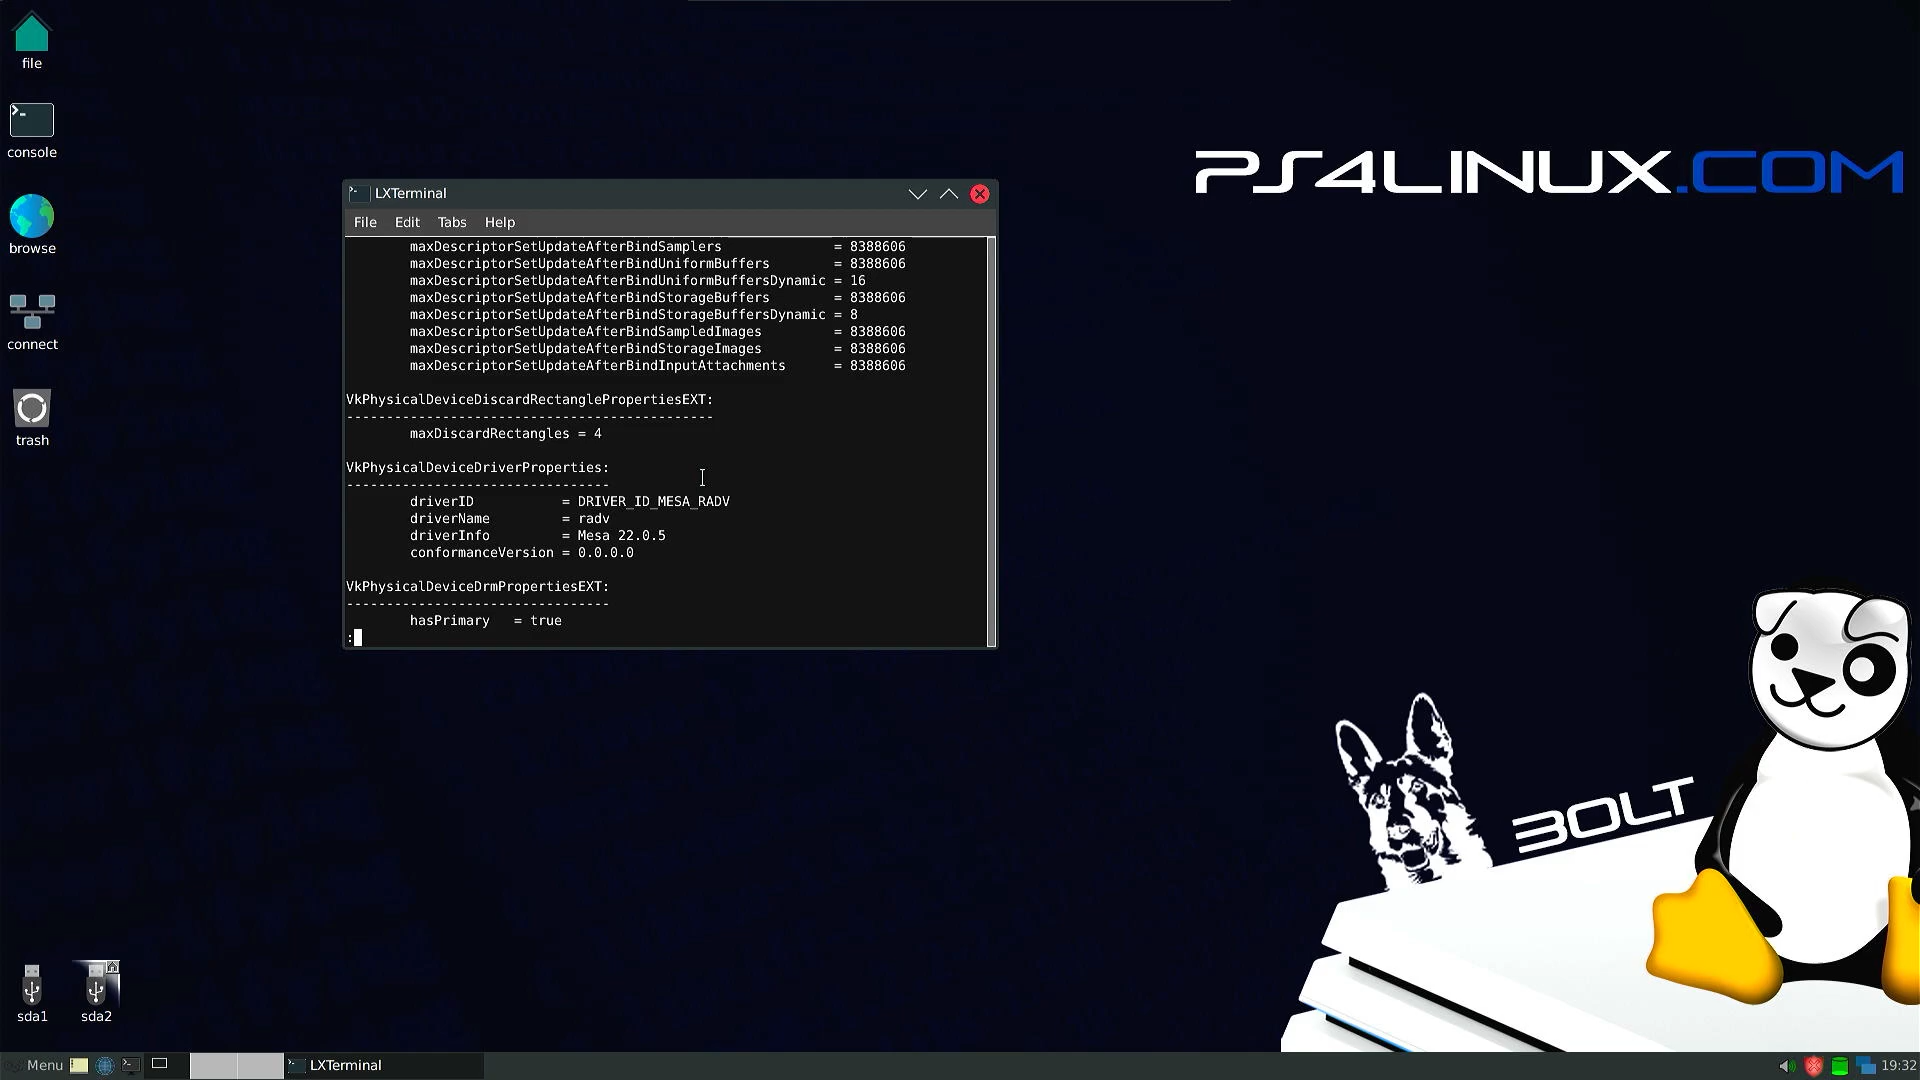 file
console
browse
connect
trash
PS4LINUX.COM
LXTerminal
File Edit Tabs Help
maxDescriptorSetUpdateAfterBindSamplers = 8388606
maxDescriptorSetUpdateAfterBindUniformBuffers = 8388606
maxDescriptorSetUpdateAfterBindUniformBuffersDynamic = 16
maxDescriptorSetUpdateAfterBindStorageBuffers = 8388606
maxDescriptorSetUpdateAfterBindStorageBuffersDynamic = 8
maxDescriptorSetUpdateAfterBindSampledImages = 8388606
maxDescriptorSetUpdateAfterBindStorageImages = 8388606
maxDescriptorSetUpdateAfterBindInputAttachments = 8388606
VkPhysicalDeviceDiscardRectanglePropertiesEXT:
----------------------------------------------
maxDiscardRectangles = 4
VkPhysicalDeviceDriverProperties:
---------------------------------
driverID = DRIVER_ID_MESA_RADV
driverName = radv
driverInfo = Mesa 22.0.5
conformanceVersion = 0.0.0.0
VkPhysicalDeviceDrmPropertiesEXT:
---------------------------------
hasPrimary = true
:
BOLT
sda1
sda2
Menu
LXTerminal
19:32